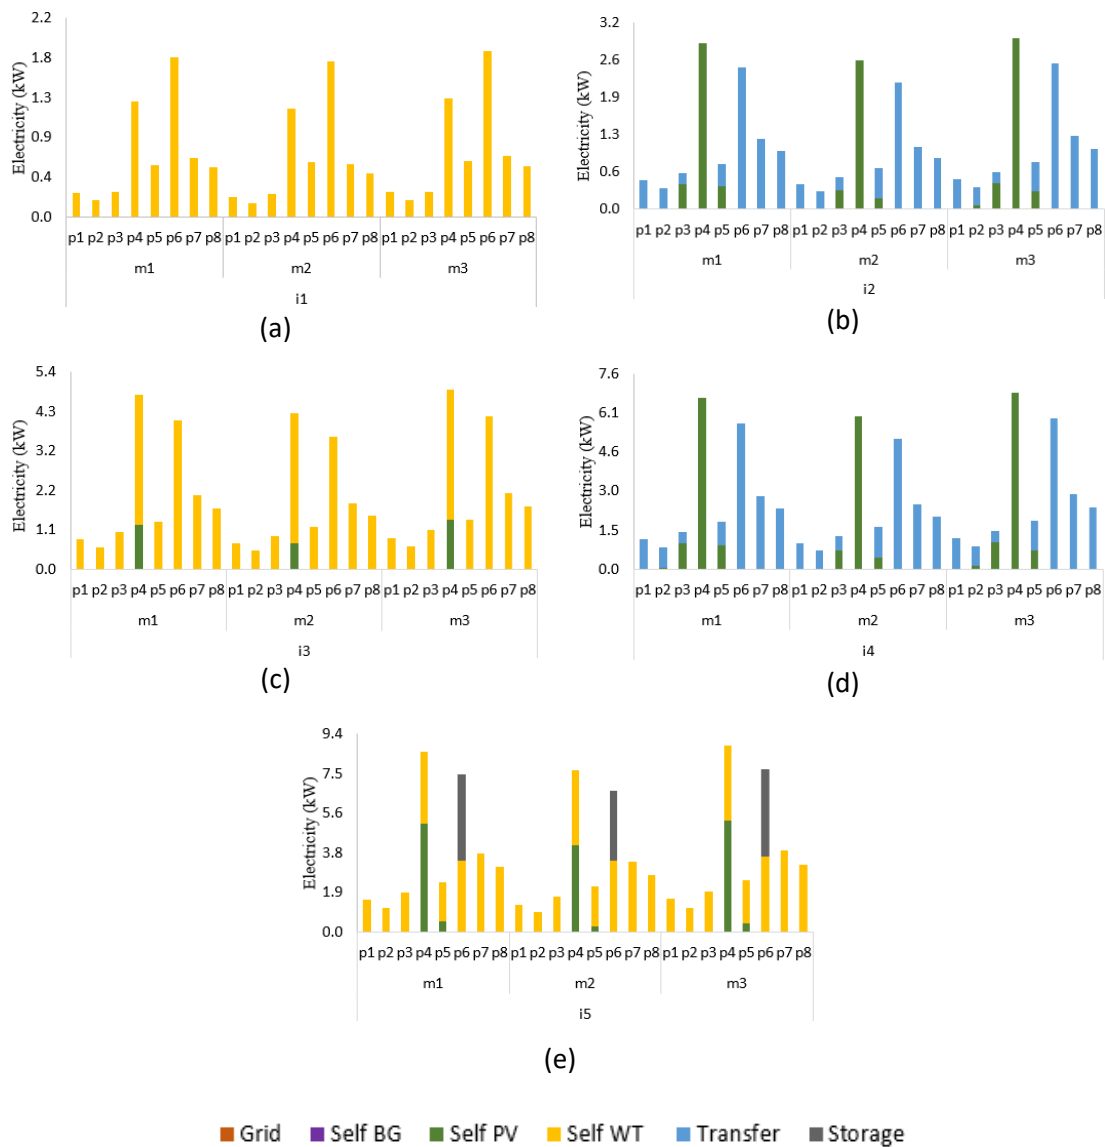 2.2
1.8
1.3
0.9
0.4
0.0
Electricity (kW)
p1 p2 p3 p4 p5 p6 p7 p8 p1 p2 p3 p4 p5 p6 p7 p8 p1 p2 p3 p4 p5 p6 p7 p8
m1 m2 m3
i1
(a)
3.2
2.6
1.9
1.3
0.6
0.0
Electricity (kW)
p1 p2 p3 p4 p5 p6 p7 p8 p1 p2 p3 p4 p5 p6 p7 p8 p1 p2 p3 p4 p5 p6 p7 p8
m1 m2 m3
i2
(b)
5.4
4.3
3.2
2.2
1.1
0.0
Electricity (kW)
p1 p2 p3 p4 p5 p6 p7 p8 p1 p2 p3 p4 p5 p6 p7 p8 p1 p2 p3 p4 p5 p6 p7 p8
m1 m2 m3
i3
(c)
7.6
6.1
4.6
3.0
1.5
0.0
Electricity (kW)
p1 p2 p3 p4 p5 p6 p7 p8 p1 p2 p3 p4 p5 p6 p7 p8 p1 p2 p3 p4 p5 p6 p7 p8
m1 m2 m3
i4
(d)
9.4
7.5
5.6
3.8
1.9
0.0
Electricity (kW)
p1 p2 p3 p4 p5 p6 p7 p8 p1 p2 p3 p4 p5 p6 p7 p8 p1 p2 p3 p4 p5 p6 p7 p8
m1 m2 m3
i5
(e)
Grid Self BG Self PV Self WT Transfer Storage